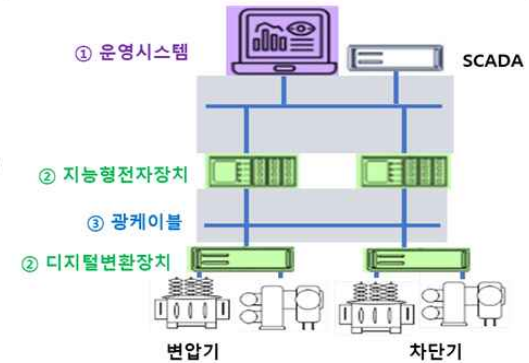 ① 운영시스템
SCADA
② 지능형전자장치
③ 광케이블
② 디지털변환장치
변압기
차단기